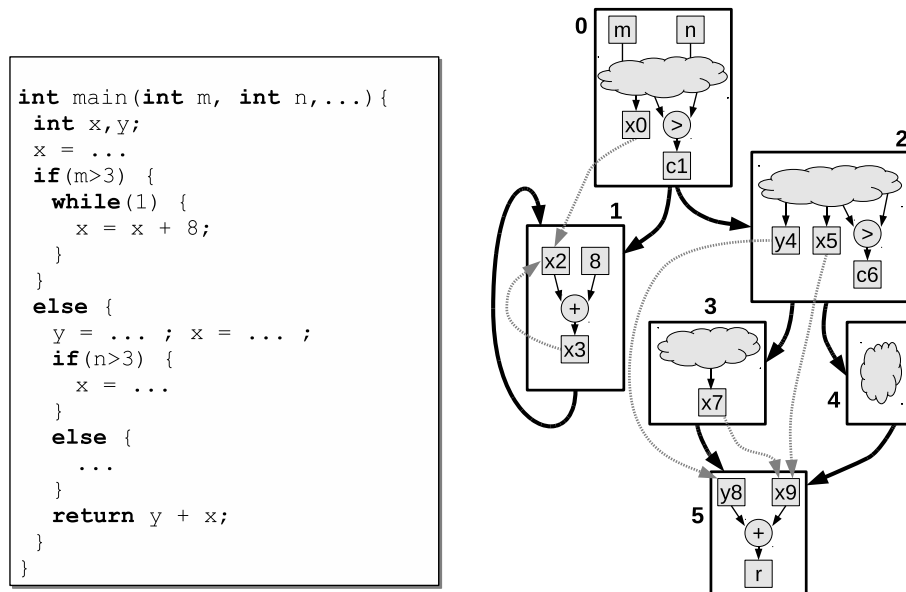 int main(int m, int n,...){
int x,y;
x = ...
if(m>3) {
while(1) {
x = x + 8;
}
}
else {
y = ... ; x = ... ;
if(n>3) {
x = ...
}
else {
...
}
return y + x;
}
}
0
m n
x0 >
c1
1
x2 8
+
x3
2
y4 x5 >
c6
3
x7
4
5
y8 x9
+
r